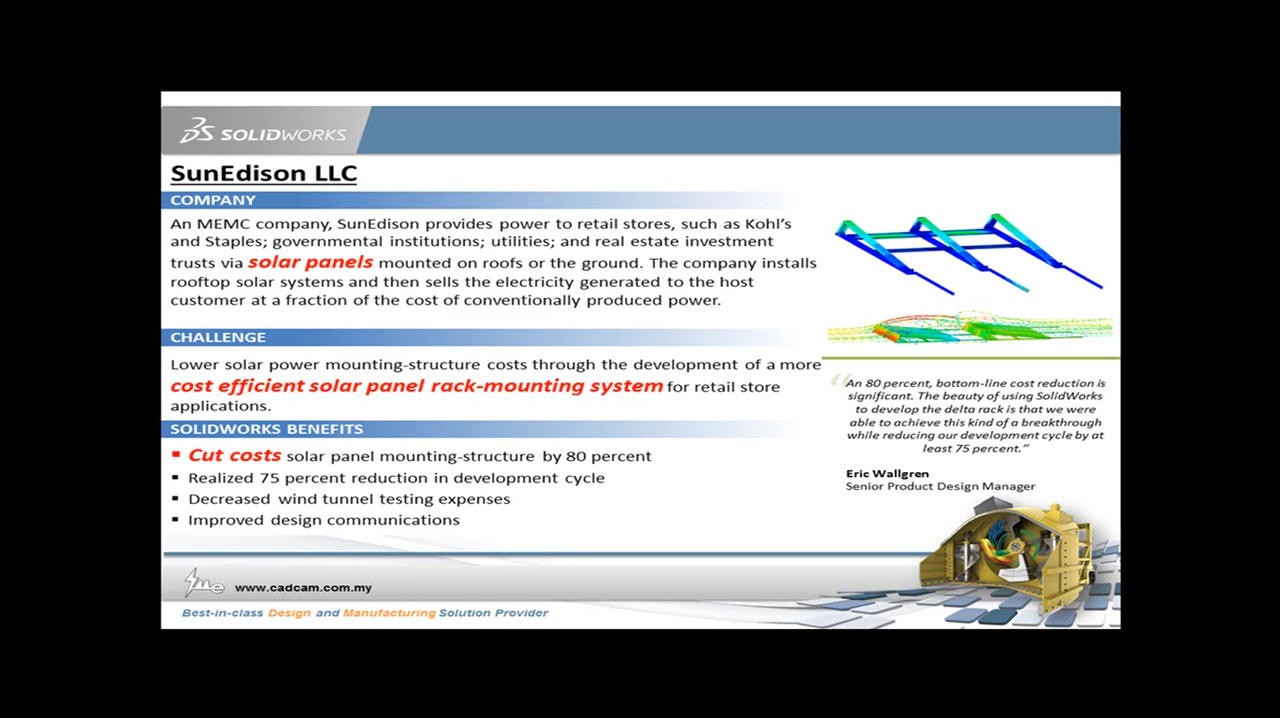 SOLIDWORKS
SunEdison LLC
COMPANY
An MEMC company, SunEdison provides power to retail stores, such as Kohl's
and Staples; governmental institutions; utilities; and real estate investment
trusts via solar panels mounted on roofs or the ground. The company installs
rooftop solar systems and then sells the electricity generated to the host
customer at a fraction of the cost of conventionally produced power.
CHALLENGE
Lower solar power mounting-structure costs through the development of a more
cost efficient solar panel rack-mounting system for retail store
applications.
SOLIDWORKS BENEFITS
▪ Cut costs solar panel mounting-structure by 80 percent
▪ Realized 75 percent reduction in development cycle
▪ Decreased wind tunnel testing expenses
▪ Improved design communications
“An 80 percent, bottom-line cost reduction is
significant. The beauty of using SolidWorks
to develop the delta rack is that we were
able to achieve this kind of a breakthrough
while reducing our development cycle by at
least 75 percent.”
Eric Wallgren
Senior Product Design Manager
www.cadcam.com.my
Best-in-class Design and Manufacturing Solution Provider